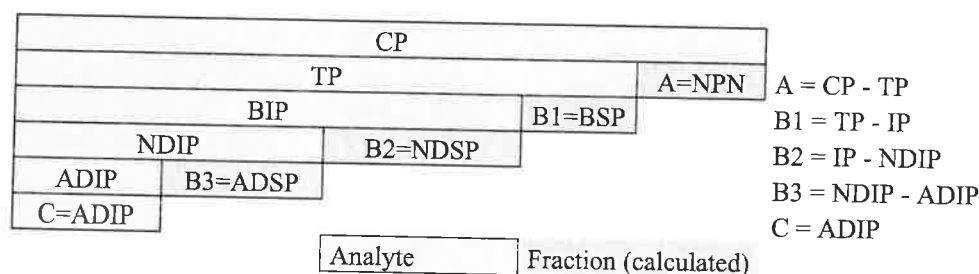 CP
TP A=NPN A = CP - TP
BIP B1=BSP B1 = TP - IP
NDIP B2=NDSP B2 = IP - NDIP
ADIP B3=ADSP B3 = NDIP - ADIP
C=ADIP C = ADIP
Analyte Fraction (calculated)